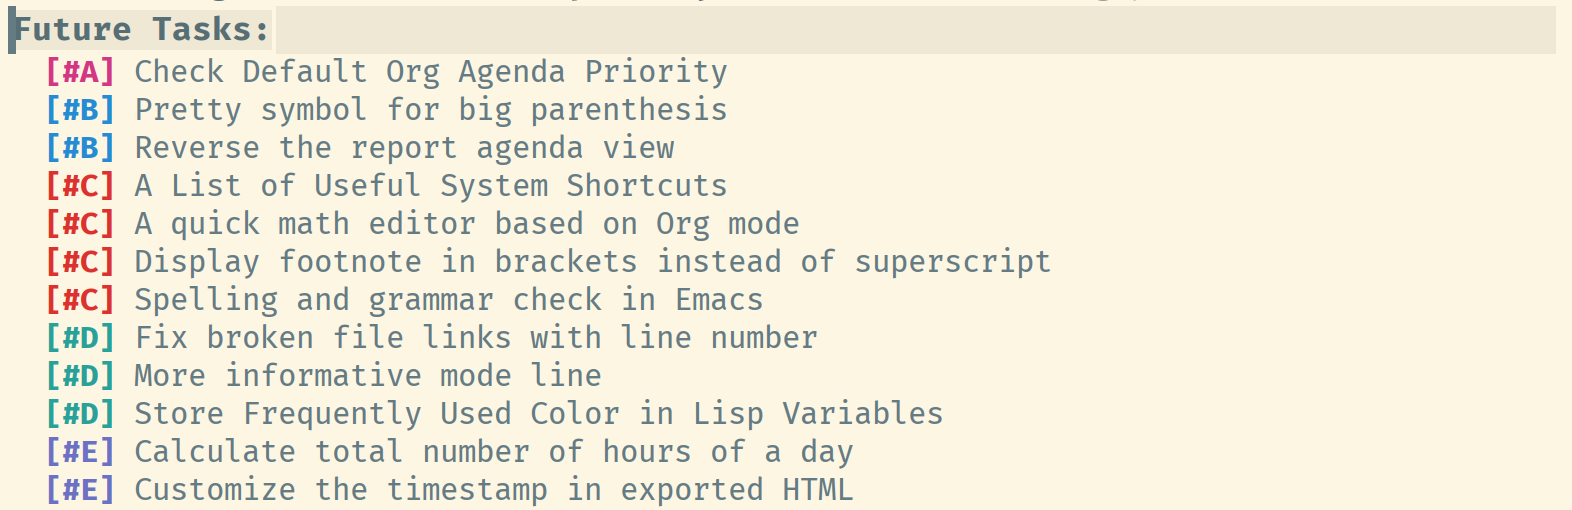 Future Tasks:
[#A] Check Default Org Agenda Priority
[#B] Pretty symbol for big parenthesis
[#B] Reverse the report agenda view
[#C] A List of Useful System Shortcuts
[#C] A quick math editor based on Org mode
[#C] Display footnote in brackets instead of superscript
[#C] Spelling and grammar check in Emacs
[#D] Fix broken file links with line number
[#D] More informative mode line
[#D] Store Frequently Used Color in Lisp Variables
[#E] Calculate total number of hours of a day
[#E] Customize the timestamp in exported HTML